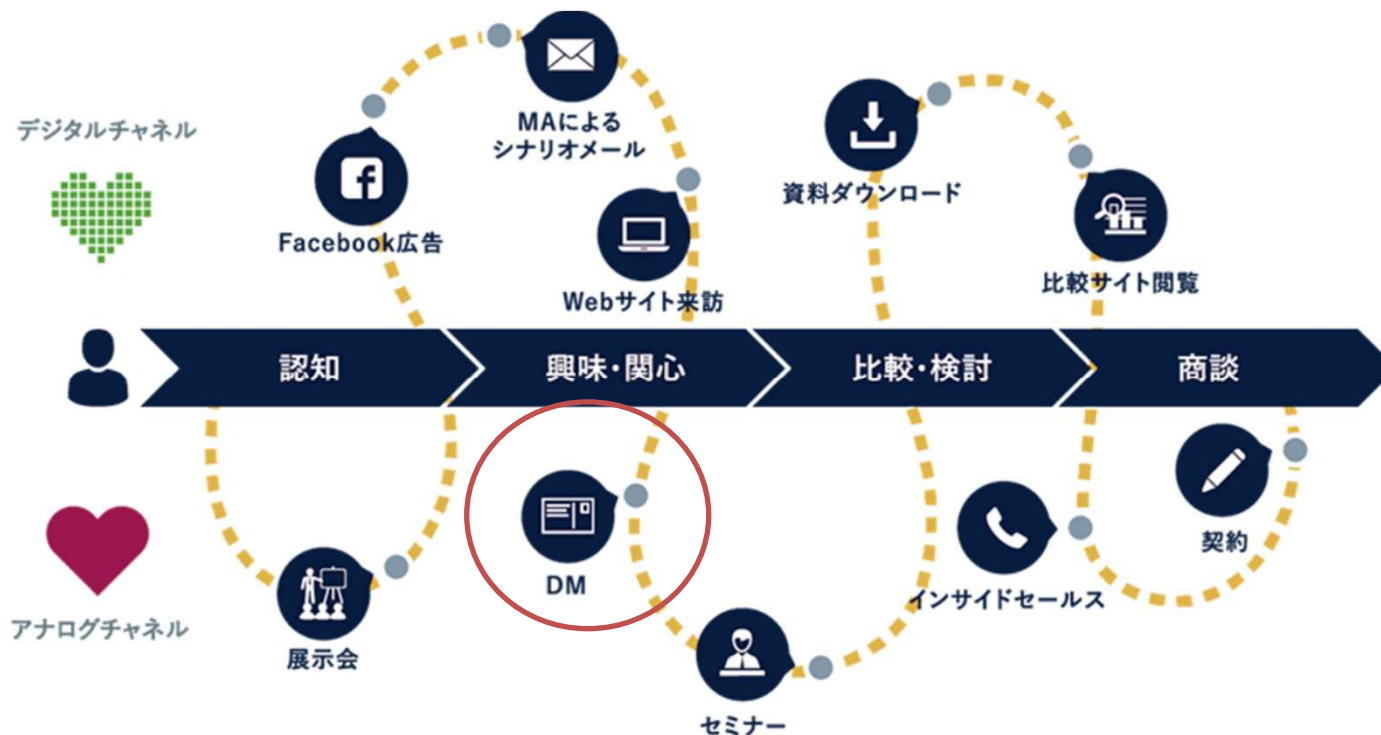 デジタルチャネル
MAによる
シナリオメール
Facebook広告
Webサイト来訪
資料ダウンロード
比較サイト閲覧
認知
興味・関心
比較・検討
商談
アナログチャネル
展示会
DM
セミナー
インサイドセールス
契約